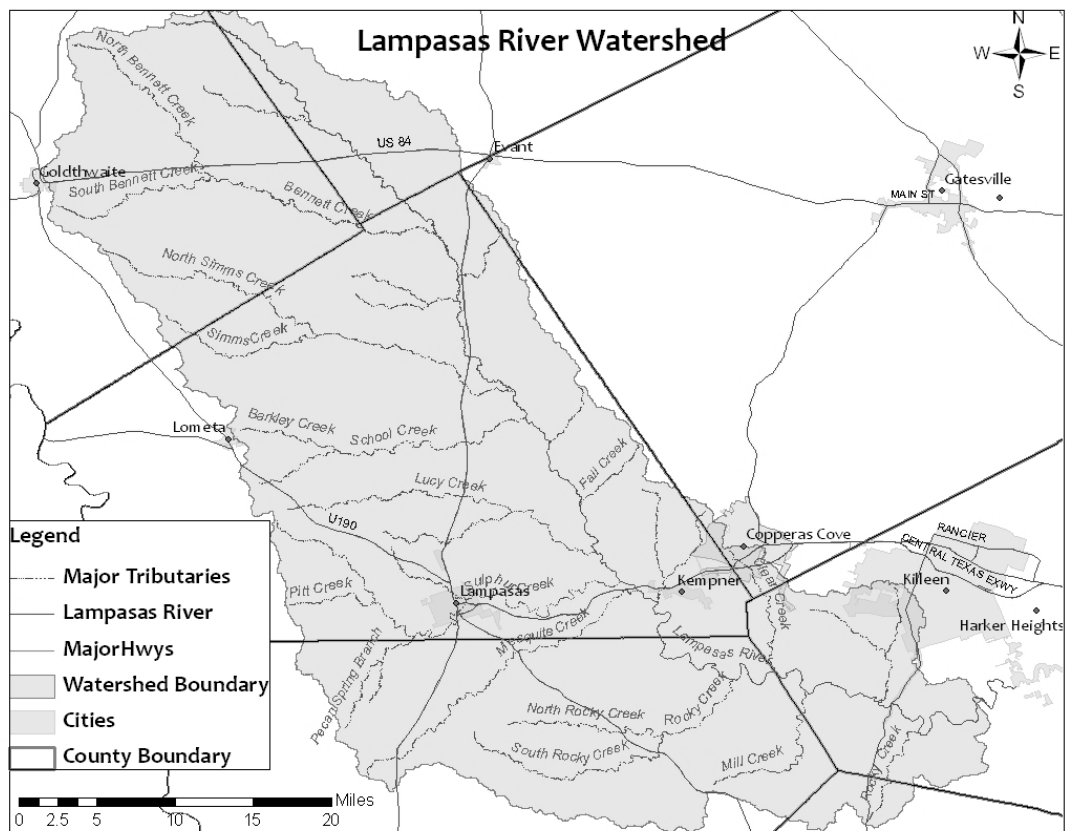 Lampasas River Watershed
N
W
E
S
North Bennett Creek
US 84
Evant
Goldthwaite
South Bennett Creek
Bennett Creek
Gatesville
MAIN ST
North Simms Creek
SimmsCreek
Barkley Creek
School Creek
Lometa
Lucy Creek
Fall Creek
U190
Copperas Cove
RANCIER
CENTRAL TEXAS EXWY
Killeen
Harker Heights
Pitt Creek
Sulphur Creek
Lampasas
Kempner
Mesquite Creek
Lampasas River
Pecan/Spring Branch
North Rocky Creek
Rocky Creek
South Rocky Creek
Mill Creek
Rocky Creek
Legend
Major Tributaries
Lampasas River
MajorHwys
Watershed Boundary
Cities
County Boundary
Miles
0 2.5 5 10 15 20